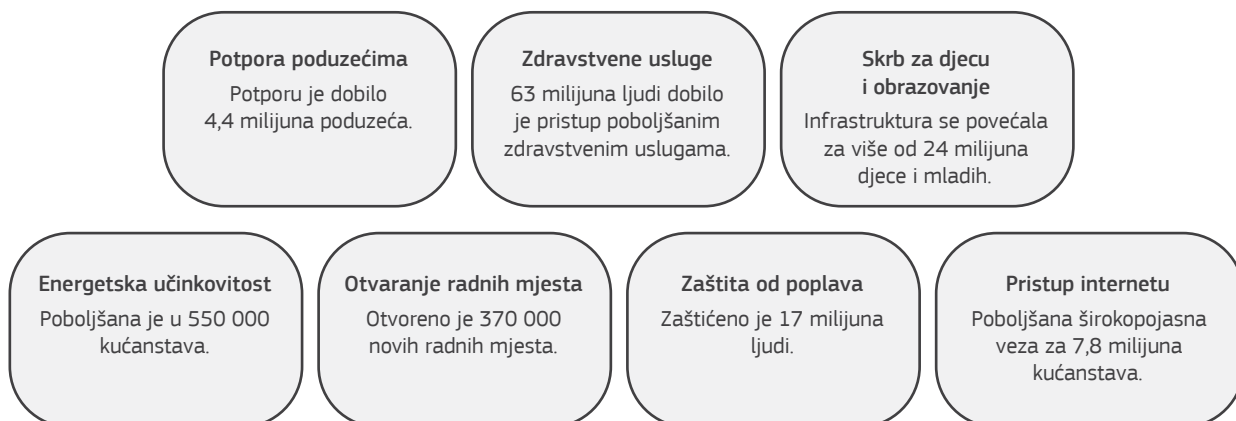 Potpora poduzećima
Potporu je dobilo
4,4 milijuna poduzeća.
Zdravstvene usluge
63 milijuna ljudi dobilo
je pristup poboljšanim
zdravstvenim uslugama.
Skrb za djecu
i obrazovanje
Infrastruktura se povećala
za više od 24 milijuna
djece i mladih.
Energetska učinkovitost
Poboljšana je u 550 000
kućanstava.
Otvaranje radnih mjesta
Otvoreno je 370 000
novih radnih mjesta.
Zaštita od poplava
Zaštićeno je 17 milijuna
ljudi.
Pristup internetu
Poboljšana širokopojasna
veza za 7,8 milijuna
kućanstava.